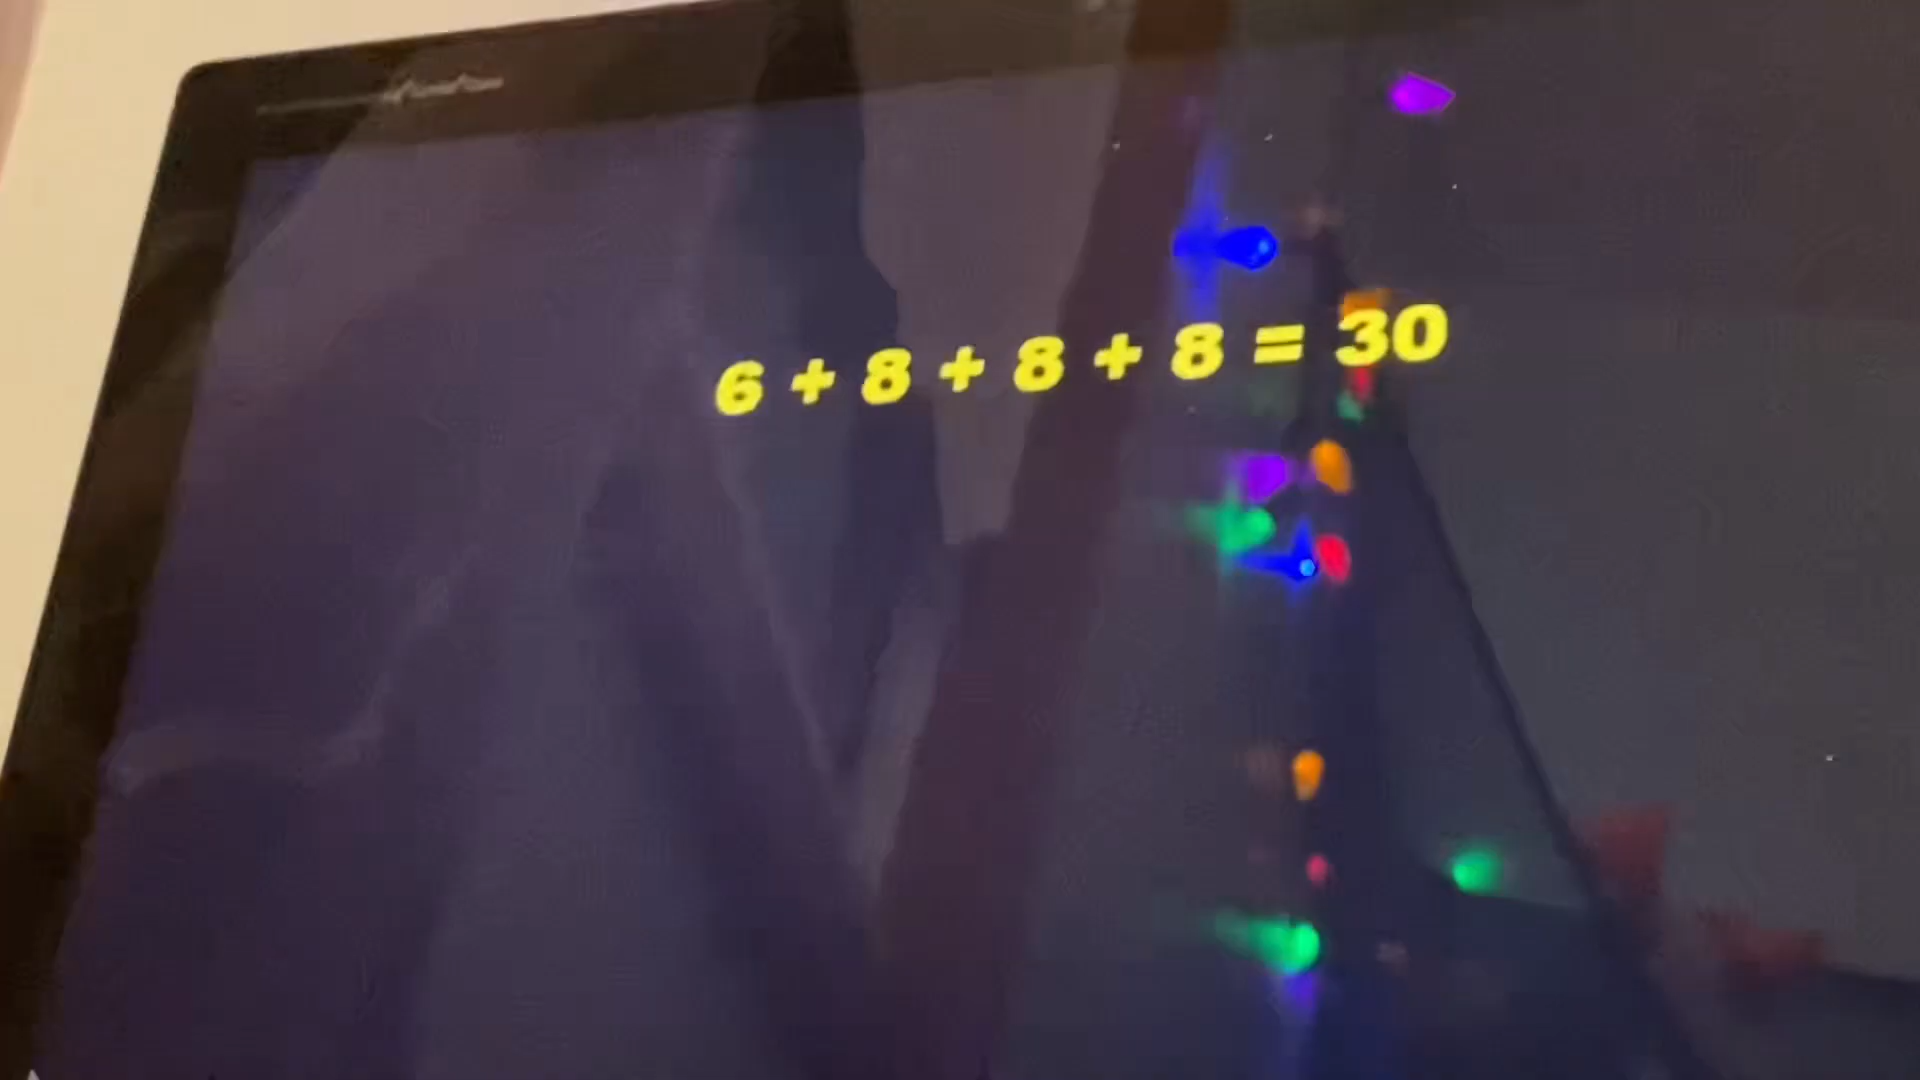 6 + 8 + 8 + 8 = 30